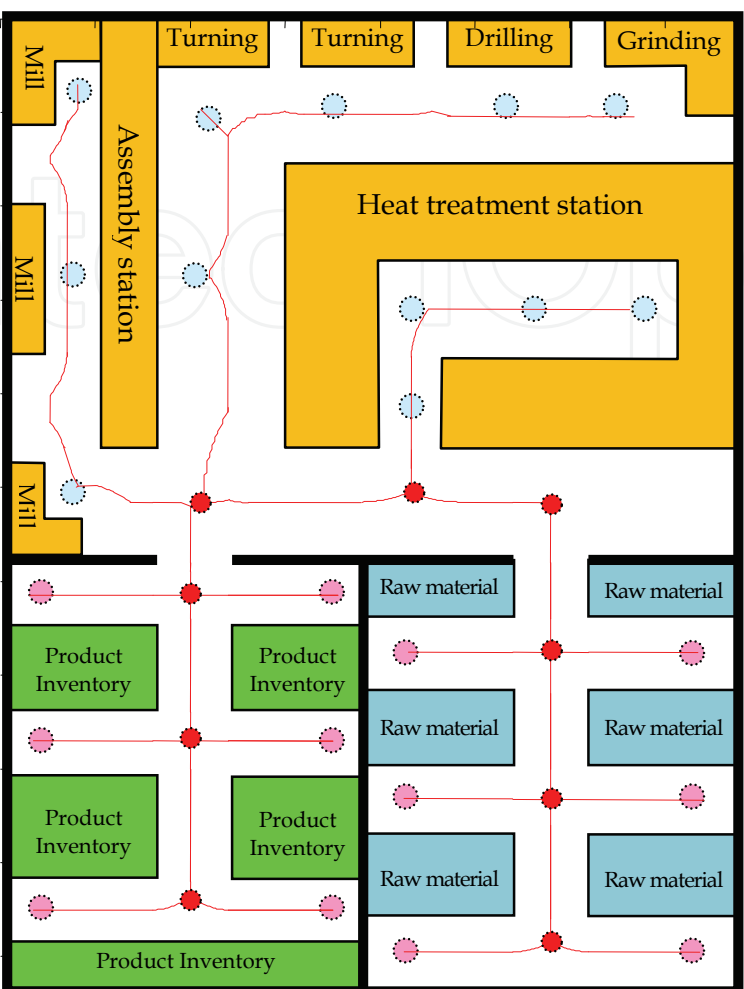 Mill
Turning
Turning
Drilling
Grinding
Assembly station
Heat treatment station
Mill
Mill
Raw material
Raw material
Product
Inventory
Product
Inventory
Raw material
Raw material
Product
Inventory
Product
Inventory
Raw material
Raw material
Product Inventory